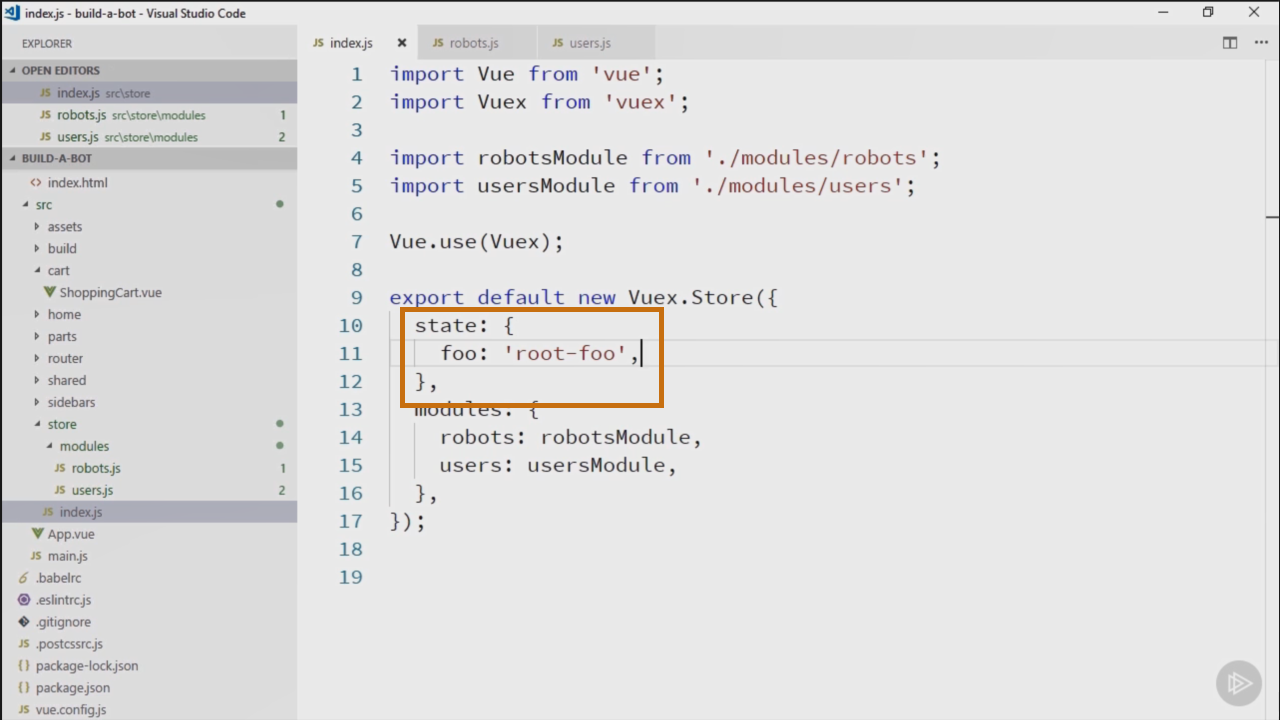 index.js - build-a-bot - Visual Studio Code
EXPLORER
OPEN EDITORS
JS index.js src\store
JS robots.js src\store\modules 1
JS users.js src\store\modules 2
BUILD-A-BOT
<> index.html
src
assets
build
cart
ShoppingCart.vue
home
parts
router
shared
sidebars
store
modules
JS robots.js 1
JS users.js 2
JS index.js
App.vue
JS main.js
6 .babelrc
.eslintrc.js
.gitignore
JS .postcssrc.js
{} package-lock.json
{} package.json
JS vue.config.js
JS index.js JS robots.js JS users.js
1 import Vue from 'vue';
2 import Vuex from 'vuex';
3
4 import robotsModule from './modules/robots';
5 import usersModule from './modules/users';
6
7 Vue.use(Vuex);
8
9 export default new Vuex.Store({
10 state: {
11 foo: 'root-foo',
12 },
13 modules: {
14 robots: robotsModule,
15 users: usersModule,
16 },
17 });
18
19